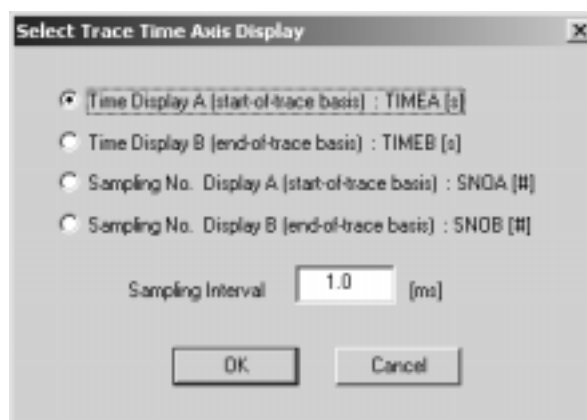 Select Trace Time Axis Display
Time Display A (start-of-trace basis) : TIMEA [s]
Time Display B (end-of-trace basis) : TIMEB [s]
Sampling No. Display A (start-of-trace basis) : SNOA [#]
Sampling No. Display B (end-of-trace basis) : SNOB [#]
Sampling Interval 1.0 [ms]
OK Cancel